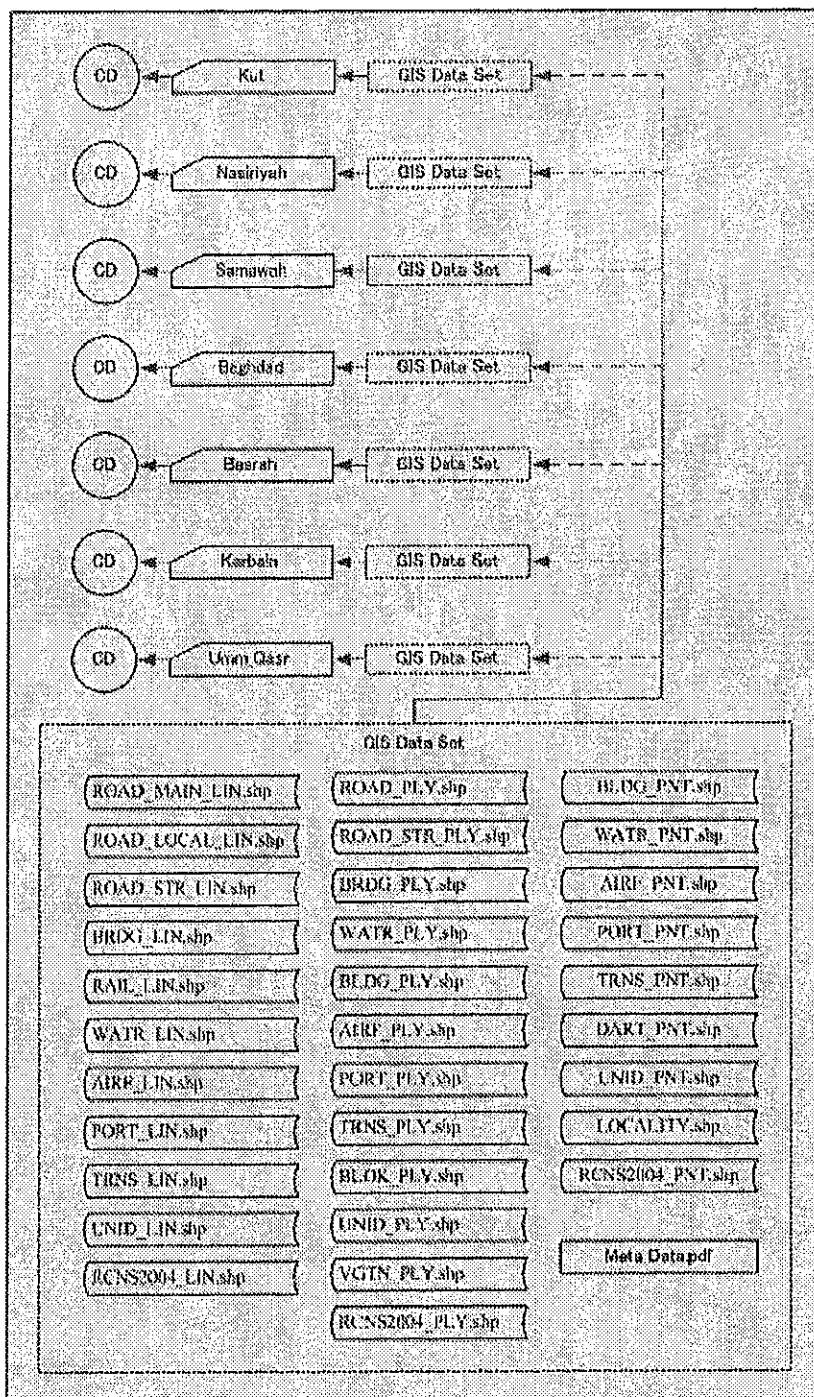 CD Kut GIS Data Set
CD Nasiriyah GIS Data Set
CD Samawah GIS Data Set
CD Baghdad GIS Data Set
CD Basrah GIS Data Set
CD Karbaln GIS Data Set
CD Umm Qasr GIS Data Set
GIS Data Set
ROAD_MAIN_LIN.shp ROAD_PLY.shp BLDG_PNT.shp
ROAD_LOCAL_LIN.shp ROAD_STR_PLY.shp WATR_PNT.shp
ROAD_STR_LIN.shp BRDG_PLY.shp AIRF_PNT.shp
BRDG_LIN.shp WATR_PLY.shp PORT_PNT.shp
RAIL_LIN.shp BLDG_PLY.shp TRNS_PNT.shp
WATR_LIN.shp AIRF_PLY.shp DART_PNT.shp
AIRF_LIN.shp PORT_PLY.shp UNID_PNT.shp
PORT_LIN.shp TRNS_PLY.shp LOCALITY.shp
TRNS_LIN.shp BLOK_PLY.shp RCNS2004_PNT.shp
UNID_LIN.shp UNID_PLY.shp
RCNS2004_LIN.shp VGTN_PLY.shp Meta Data.pdf
RCNS2004_PLY.shp